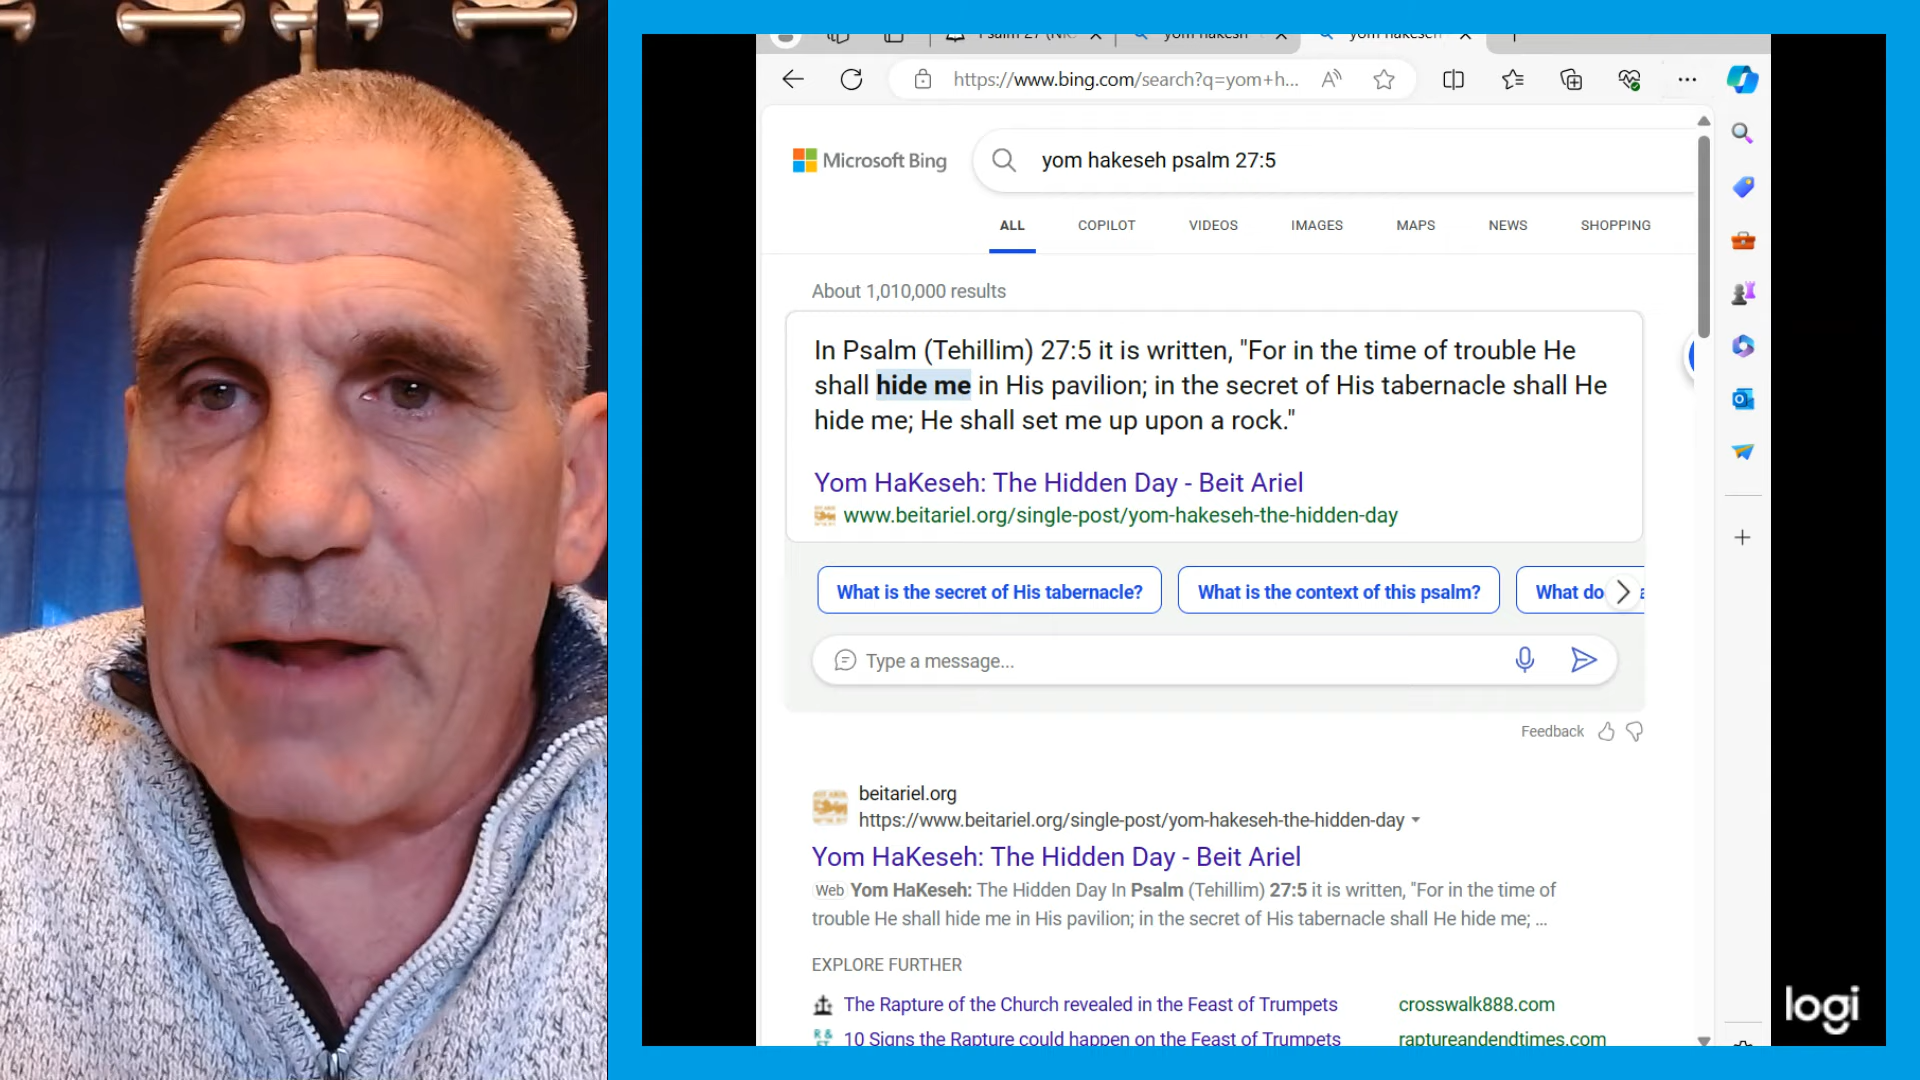 Psalm 27 (NIC
yom hakesh
yom hakeseh
https://www.bing.com/search?q=yom+h...
Microsoft Bing
yom hakeseh psalm 27:5
ALL COPILOT VIDEOS IMAGES MAPS NEWS SHOPPING
About 1,010,000 results
In Psalm (Tehillim) 27:5 it is written, "For in the time of trouble He
shall hide me in His pavilion; in the secret of His tabernacle shall He
hide me; He shall set me up upon a rock."
Yom HaKeseh: The Hidden Day - Beit Ariel
www.beitariel.org/single-post/yom-hakeseh-the-hidden-day
What is the secret of His tabernacle? What is the context of this psalm? What do
Type a message...
Feedback
beitariel.org
https://www.beitariel.org/single-post/yom-hakeseh-the-hidden-day
Yom HaKeseh: The Hidden Day - Beit Ariel
Web Yom HaKeseh: The Hidden Day In Psalm (Tehillim) 27:5 it is written, "For in the time of
trouble He shall hide me in His pavilion; in the secret of His tabernacle shall He hide me; ...
EXPLORE FURTHER
The Rapture of the Church revealed in the Feast of Trumpets crosswalk888.com
10 Signs the Rapture could happen on the Feast of Trumpets raptureandendtimes.com
logi